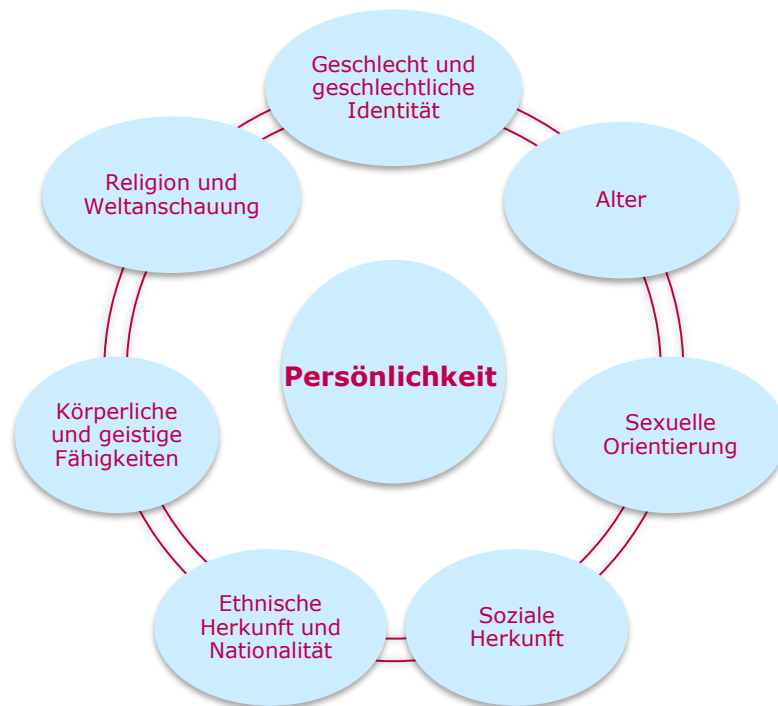 Geschlecht und
geschlechtliche
Identität
Religion und
Weltanschauung
Alter
Persönlichkeit
Körperliche
und geistige
Fähigkeiten
Sexuelle
Orientierung
Ethnische
Herkunft und
Nationalität
Soziale
Herkunft